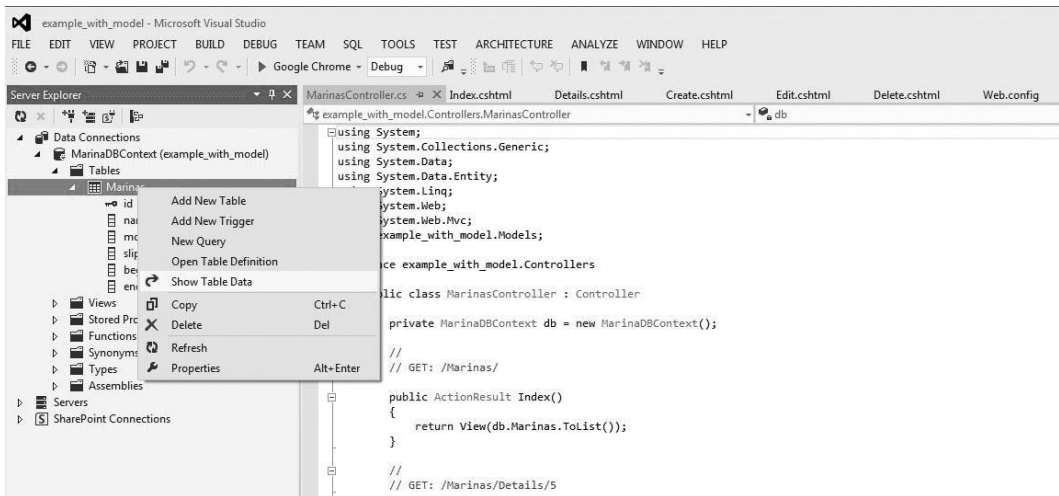 example_with_model - Microsoft Visual Studio
FILE EDIT VIEW PROJECT BUILD DEBUG TEAM SQL TOOLS TEST ARCHITECTURE ANALYZE WINDOW HELP
Google Chrome Debug
Server Explorer
Data Connections
MarinaDBContext (example_with_model)
Tables
Marinas
id
Views
Functions
Synonyms
Types
Assemblies
Servers
SharePoint Connections
Add New Table
Add New Trigger
New Query
Open Table Definition
Show Table Data
Copy Ctrl+C
Delete Del
Refresh
Properties Alt+Enter
MarinasController.cs Index.cshtml Details.cshtml Create.cshtml Edit.cshtml Delete.cshtml Web.config
example_with_model.Controllers.MarinasController db
using System;
using System.Collections.Generic;
using System.Data;
using System.Data.Entity;
System.Linq;
System.Web;
System.Web.Mvc;
example_with_model.Models;
example_with_model.Controllers
class MarinasController : Controller
private MarinaDBContext db = new MarinaDBContext();
//
// GET: /Marinas/
public ActionResult Index()
{
return View(db.Marinas.ToList());
}
//
// GET: /Marinas/Details/5